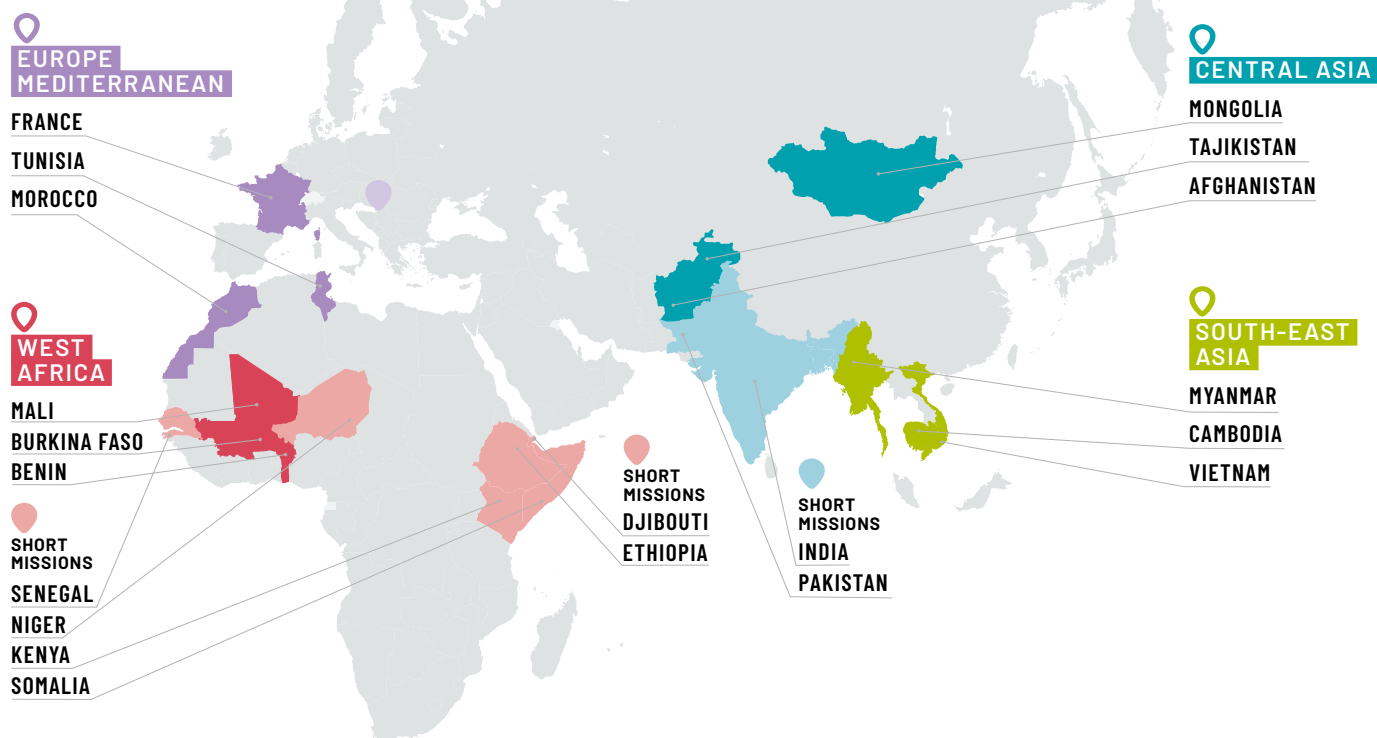 EUROPE
MEDITERRANEAN
FRANCE
TUNISIA
MOROCCO
WEST
AFRICA
MALI
BURKINA FASO
BENIN
SHORT
MISSIONS
SENEGAL
NIGER
KENYA
SOMALIA
SHORT
MISSIONS
DJIBOUTI
ETHIOPIA
SHORT
MISSIONS
INDIA
PAKISTAN
CENTRAL ASIA
MONGOLIA
TAJIKISTAN
AFGHANISTAN
SOUTH-EAST
ASIA
MYANMAR
CAMBODIA
VIETNAM